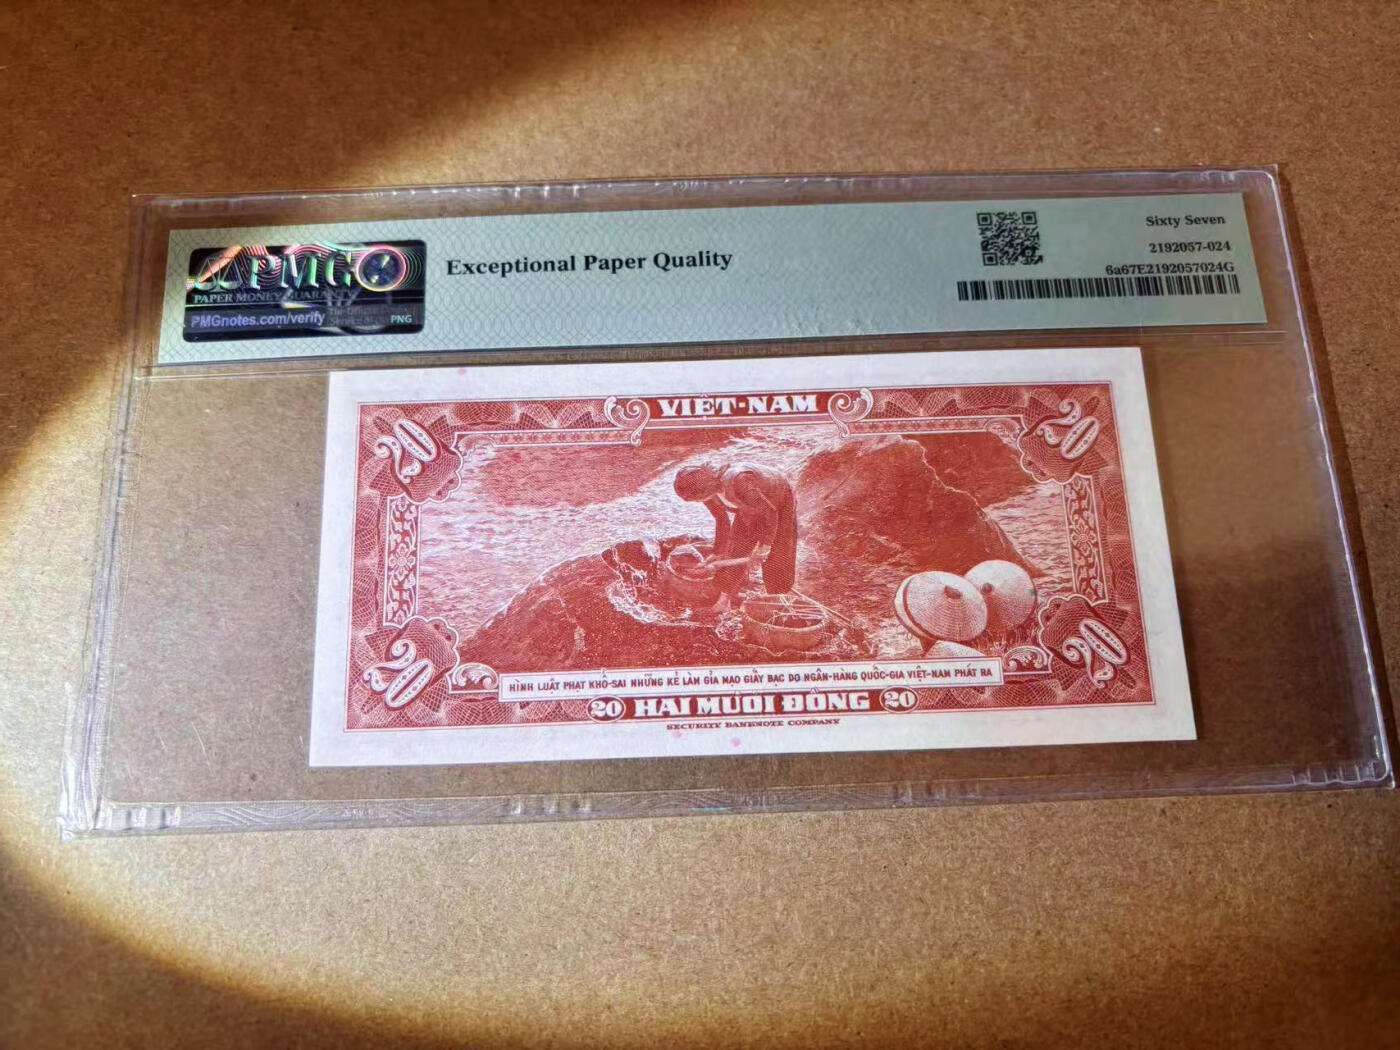 PMG
PAPER MONEY GUARANTY
PMGnotes.com/verify
PNG
Exceptional Paper Quality
Sixty Seven
2192057-024
6a67E2192057024G
VIỆT-NAM
20
20
20
20
HÌNH LUẬT PHẠT KHỔ-SAI NHỮNG KẺ LÀM GIẢ MẠO GIẤY BẠC DO NGÂN-HÀNG QUỐC-GIA VIỆT-NAM PHÁT RA
20 HAI MƯƠI ĐỒNG 20
SECURITY BANKNOTE COMPANY